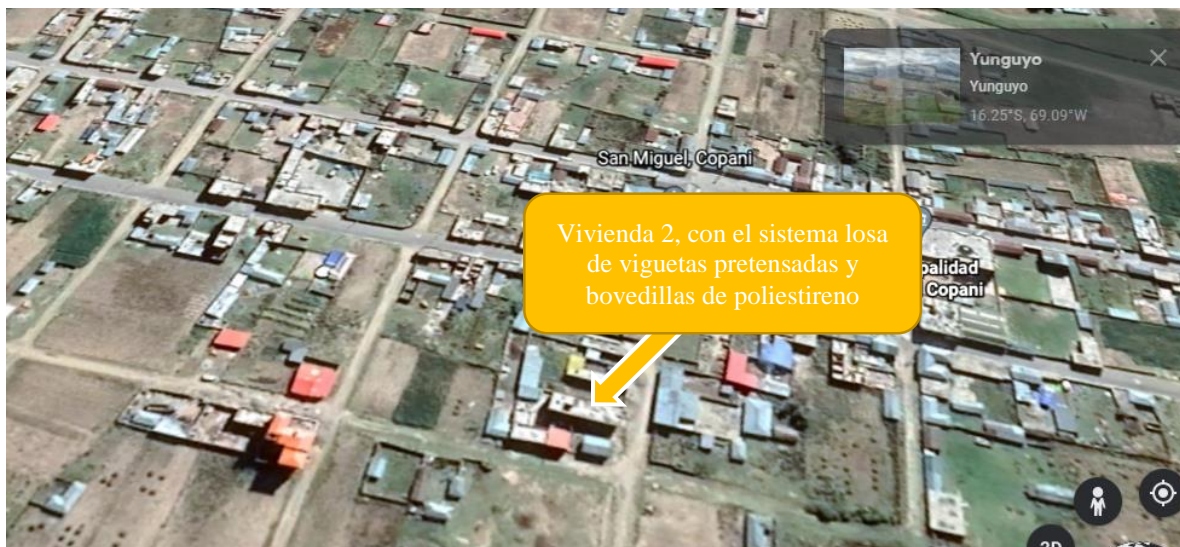 Yunguyo
Yunguyo
16.25°S, 69.09°W
San Miguel, Copani
Vivienda 2, con el sistema losa
de viguetas pretensadas y
bovedillas de poliestireno
palidad
Copani